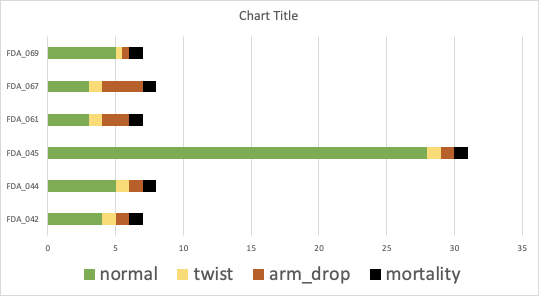 Chart Title
FDA_069
FDA_067
FDA_061
FDA_045
FDA_044
FDA_042
0 5 10 15 20 25 30 35
normal twist arm_drop mortality